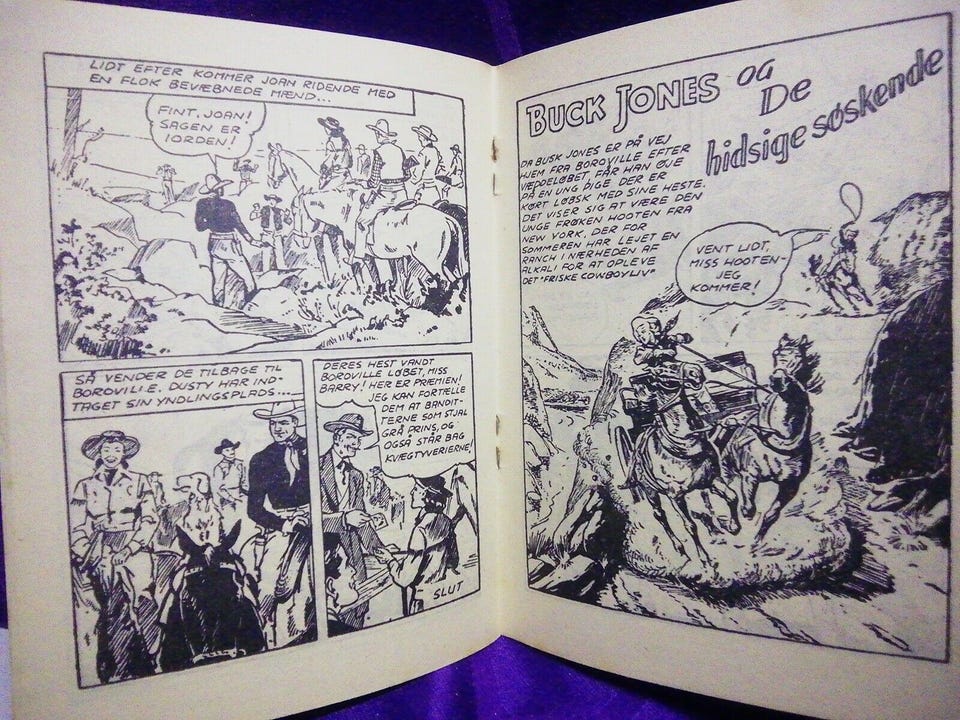 LIDT EFTER KOMMER JOAN RIDENDE MED
EN FLOK BEVÆBNEDE MÆND...
FINT, JOAN!
SAGEN ER
IORDEN!
SÅ VENDER DE TILBAGE TIL
BOROVILLE. DUSTY HAR IND-
TAGET SIN YNDLINGSPLADS...
DERES HEST VANDT
BOROVILLE LØBET, MISS
BARRY! HER ER PRÆMIEN!
JEG KAN FORTÆLLE
DEM AT BANDIT-
TERNE SOM STJAL
GRÅ PRINS, OG
OGSÅ STÅR BAG
KVÆGTYVERIERNE!
SLUT
BUCK JONES OG
De
hidsige søskende
DA BUSK JONES ER PÅ VEJ
HJEM FRA BOROVILLE EFTER
VÆDDELØBET, FÅR HAN ØJE
PÅ EN UNG PIGE DER ER
KØRT LØBSK MED SINE HESTE.
DET VISER SIG AT VÆRE DEN
UNGE FRØKEN HOOTEN FRA
NEW YORK, DER FOR
SOMMEREN HAR LEJET EN
RANCH I NÆRHEDEN AF
ALKALI FOR AT OPLEVE
DET "FRISKE COWBOYLIV"
VENT LIDT,
MISS HOOTEN-
JEG
KOMMER!